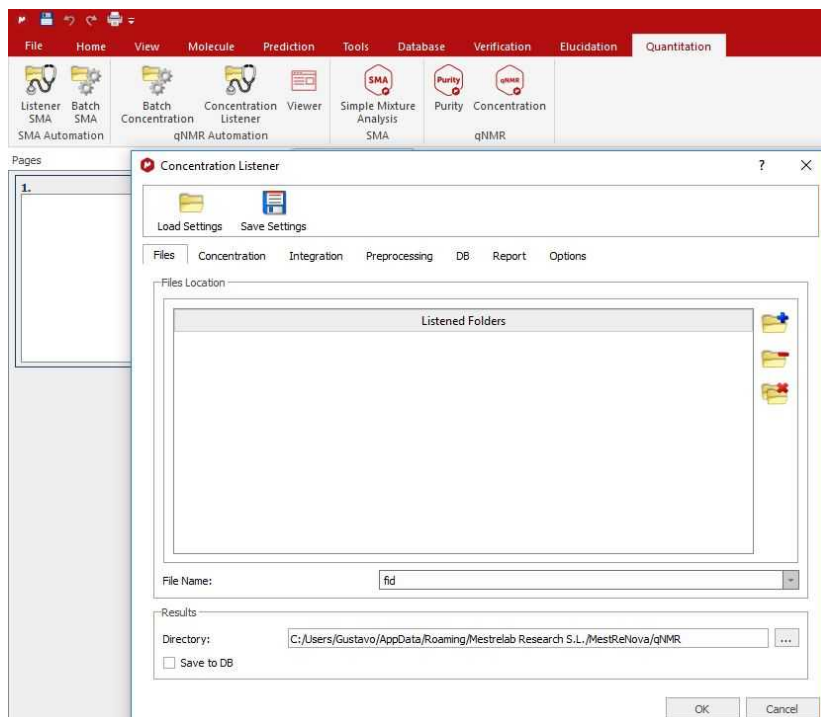 File Home View Molecule Prediction Tools Database Verification Elucidation Quantitation
Listener SMA
Batch SMA
Batch Concentration
Concentration Listener
Viewer
SMA
Simple Mixture Analysis
Purity
Purity
qNMR
Concentration
SMA Automation qNMR Automation SMA qNMR
Pages
1.
Concentration Listener ? X
Load Settings Save Settings
Files Concentration Integration Preprocessing DB Report Options
Files Location
Listed Folders
File Name: fid
Results
Directory: C:/Users/Gustavo/AppData/Roaming/Mestrelab Research S.L./MestReNova/qNMR ...
Save to DB
OK Cancel